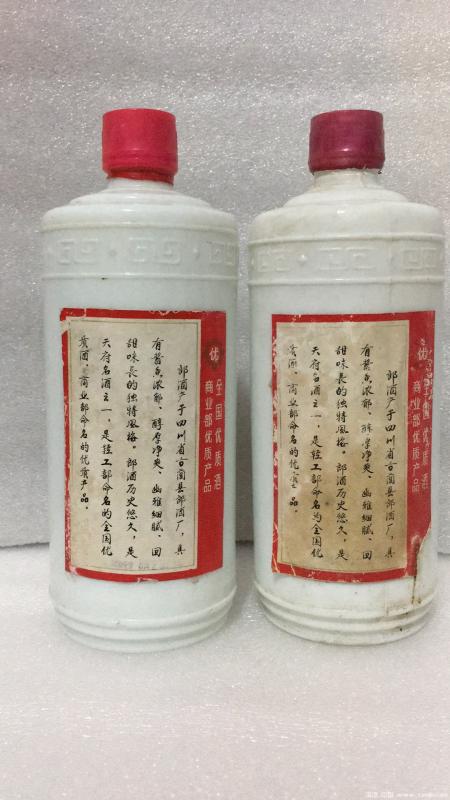 优
全国优质酒
商业部优质产品
郎酒产于四川省古蔺县郎酒厂，具
有酱香浓郁、醇厚净爽、幽雅细腻、回
甜味長的独特風格。郎酒历史悠久，是
天府名酒之一，是轻工部命名的全国优
质酒，商业部命名的优质产品。
优
全国优质酒
商业部优质产品
郎酒产于四川省古蔺县郎酒厂，具
有酱香浓郁、醇厚净爽、幽雅细腻、回
甜味長的独特風格。郎酒历史悠久，是
天府名酒之一，是轻工部命名的全国优
质酒，商业部命名的优质产品。